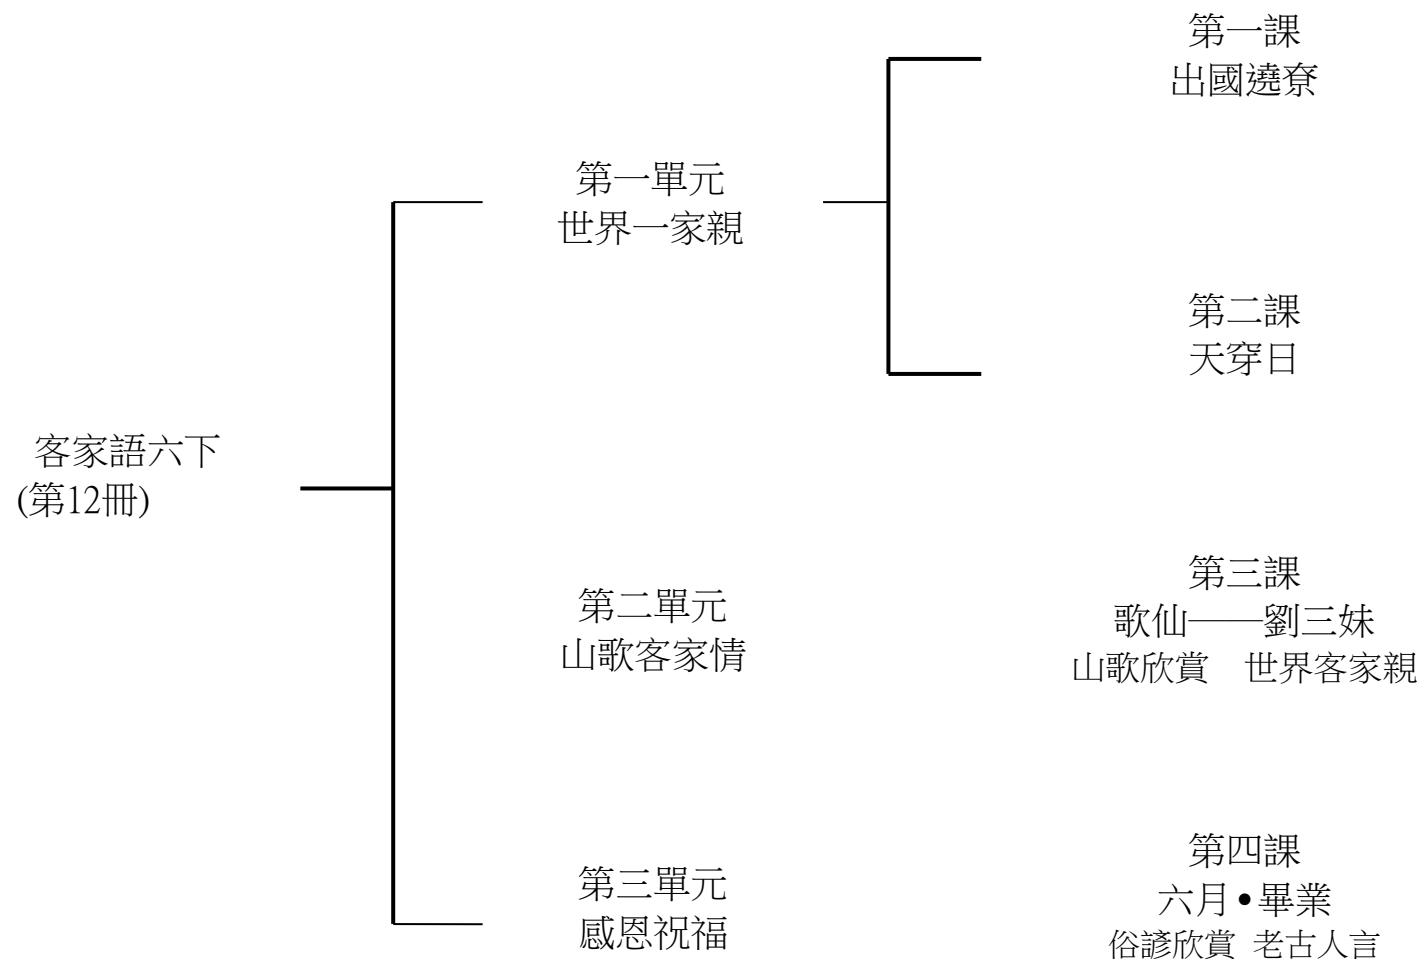 客家語六下
(第12冊)
第一單元
世界一家親
第一課
出國遶尞
第二課
天穿日
第二單元
山歌客家情
第三課
歌仙──劉三妹
山歌欣賞　世界客家親
第三單元
感恩祝福
第四課
六月•畢業
俗諺欣賞 老古人言